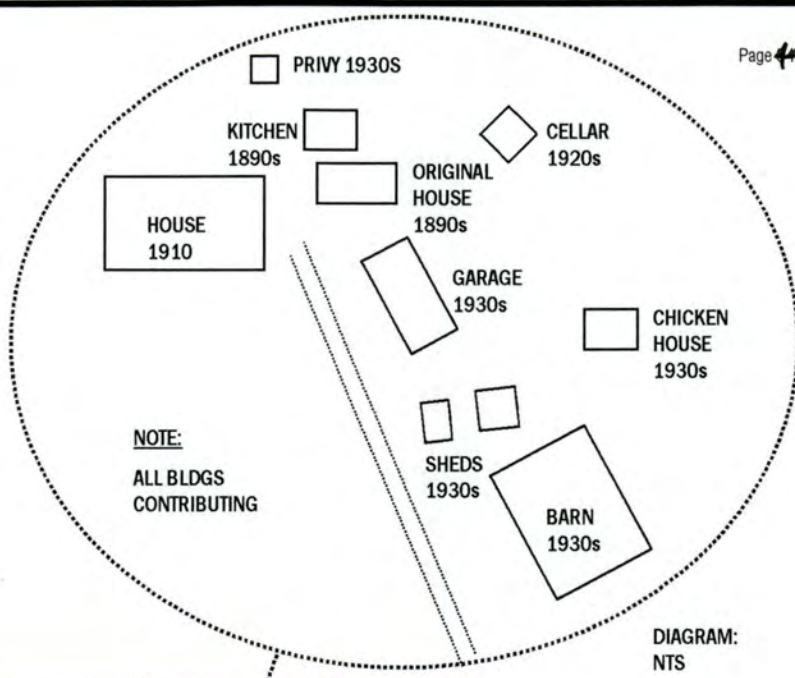 Page
PRIVY 1930S
KITCHEN
1890s
CELLAR
1920s
ORIGINAL
HOUSE
1890s
HOUSE
1910
GARAGE
1930s
CHICKEN
HOUSE
1930s
NOTE:
ALL BLDGS
CONTRIBUTING
SHEDS
1930s
BARN
1930s
DIAGRAM:
NTS